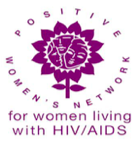 POSITIVE
WOMEN'S NETWORK
for women living
with HIV/AIDS